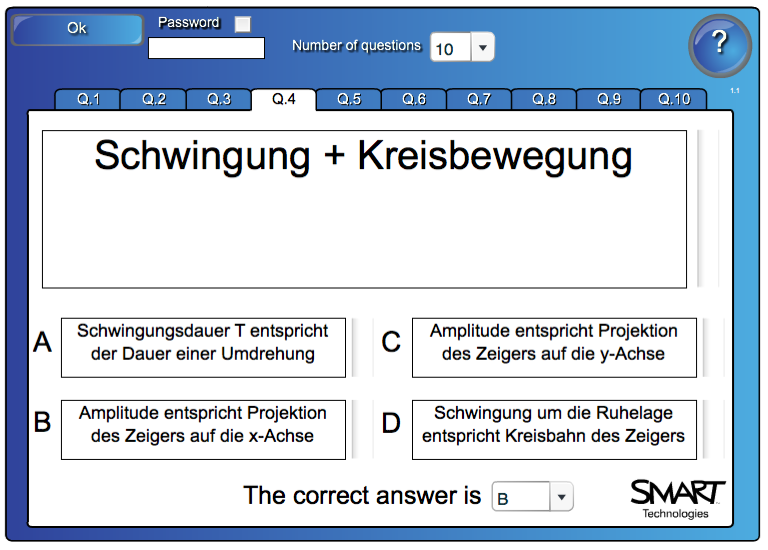 Ok
Password
Number of questions 10
?
Q.1 Q.2 Q.3 Q.4 Q.5 Q.6 Q.7 Q.8 Q.9 Q.10
1.1
Schwingung + Kreisbewegung
A
Schwingungsdauer T entspricht
der Dauer einer Umdrehung
B
Amplitude entspricht Projektion
des Zeigers auf die x-Achse
C
Amplitude entspricht Projektion
des Zeigers auf die y-Achse
D
Schwingung um die Ruhelage
entspricht Kreisbahn des Zeigers
The correct answer is B
SMART
Technologies